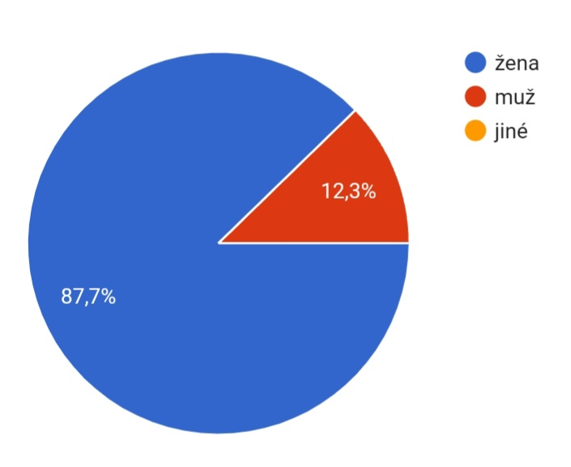 žena
muž
jiné
12,3%
87,7%